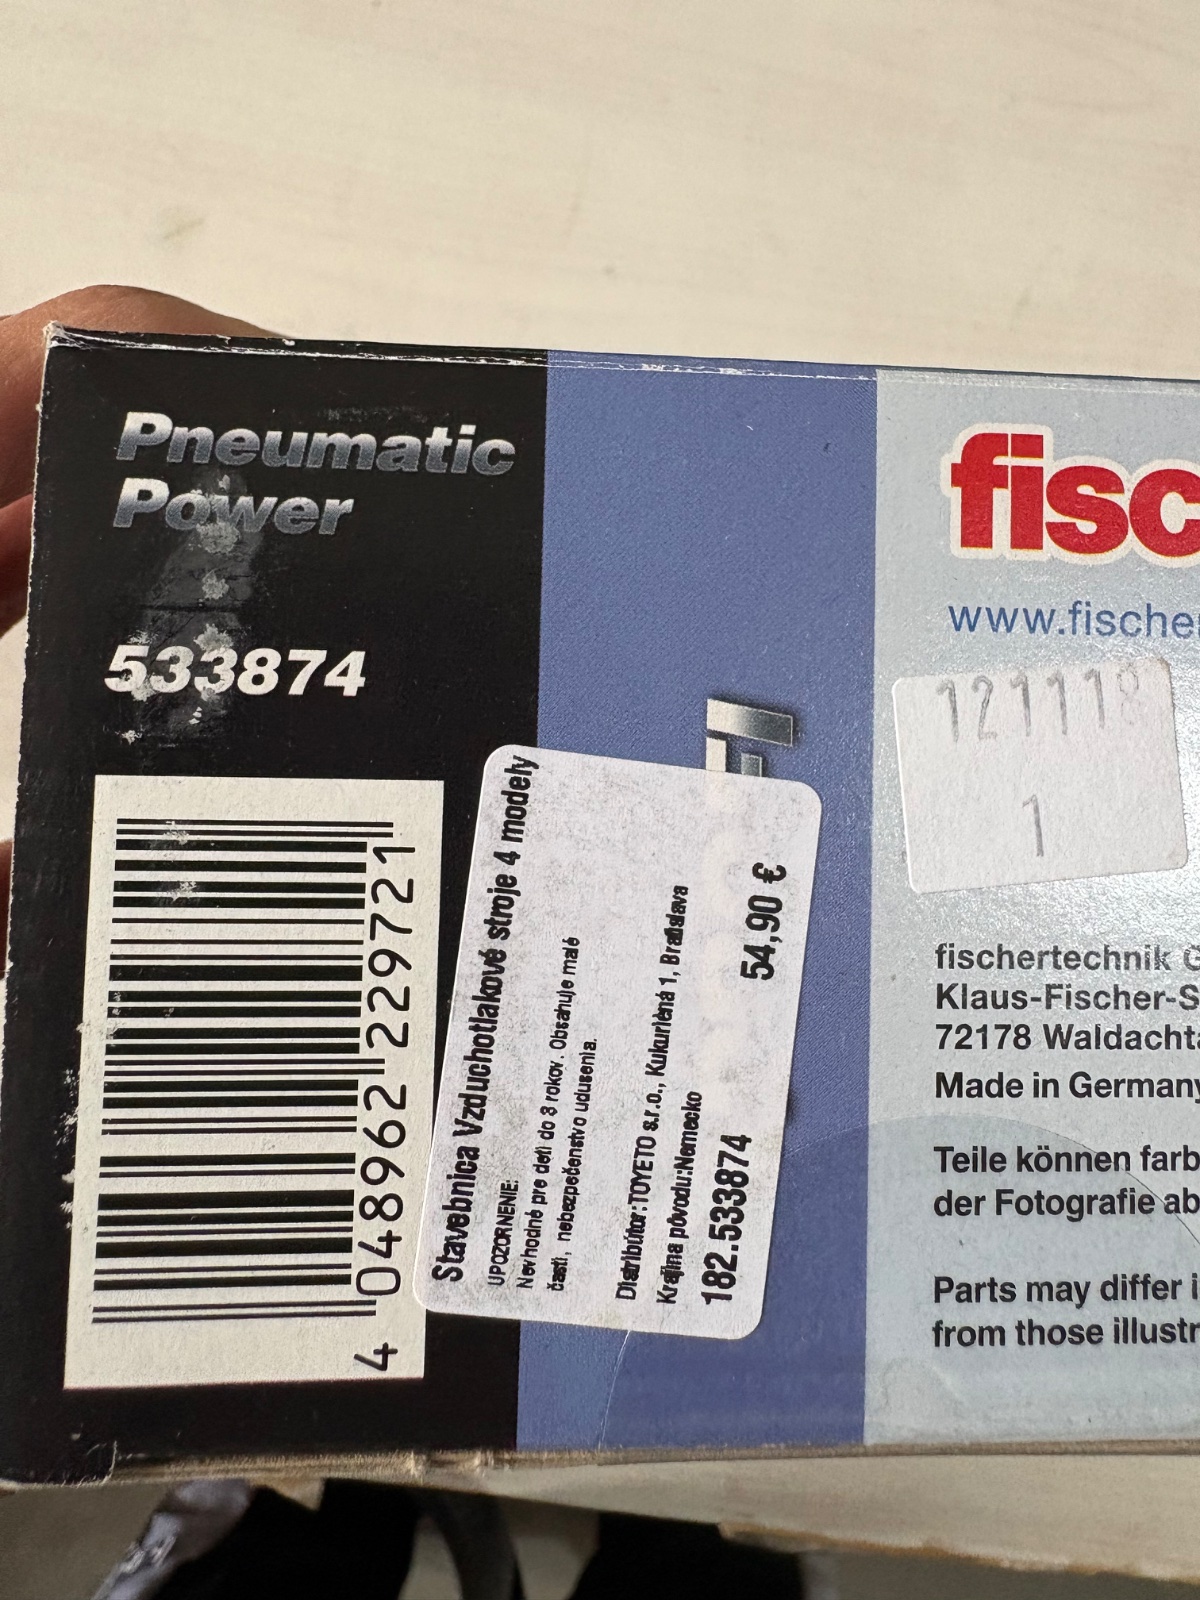 Pneumatic
Power
533874
4 048962 229721
Stavebnica Vzduchotlakové stroje 4 modely
UPOZORNENIE:
Nevhodné pre deti do 8 rokov. Obsahuje malé
časti, nebezpečenstvo udusenia.
Distribútor:TOYETO s.r.o., Kukuričná 1, Bratislava
Krajina pôvodu:Nemecko
182.533874
54,90 €
fisc
www.fischer
121118
1
fischertechnik G
Klaus-Fischer-S
72178 Waldachta
Made in Germany
Teile können farb
der Fotografie ab
Parts may differ i
from those illustr